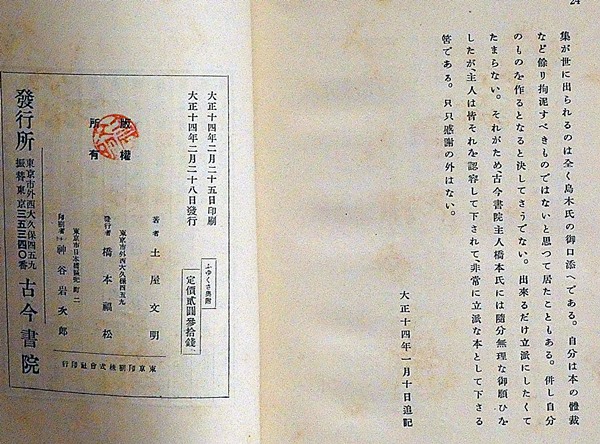 24
集が世に出られるのは全く島木氏の御口添へである。自分は本の體裁
など餘り拘泥すべきものではないと思つて居たこともある。併し自分
のものを作るとなると決してさうでない。出來るだけ立派にしたくて
たまらない。それがため、古今書院主人橋本氏には隨分無理な御願ひを
したが、主人は皆それを認容して下されて、非常に立派な本として下さる
筈である。只只感謝の外はない。
大正十四年一月十日追記
大正十四年二月二十五日印刷
大正十四年二月二十八日發行
版權
所有
ふゆくさ奧附
定價貳圓參拾錢
著者 土屋文明
東京市外西大久保四五九
發行者 橋本福松
東京市日本橋區兜町二
印刷者 神谷岩次郎
東京印刷株式會社印行
發行所
東京市外西大久保四五九
振替東京三五三四〇番
古今書院